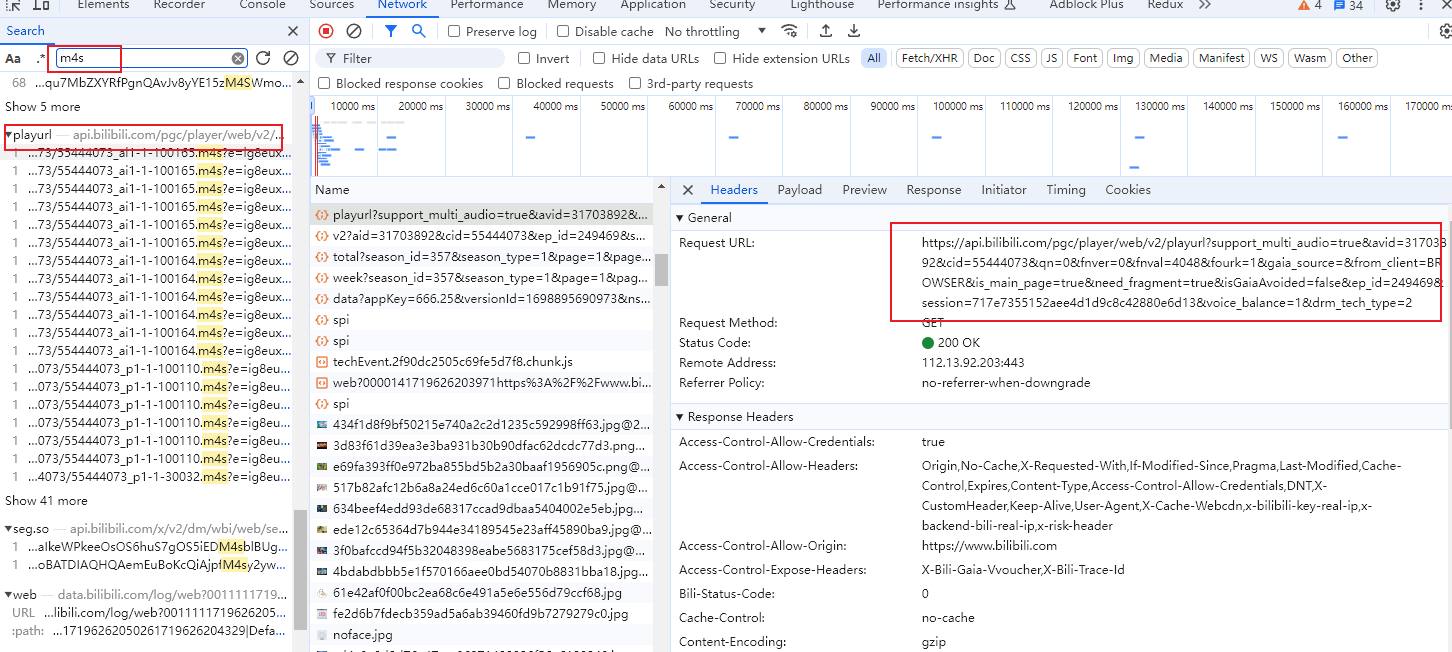 Elements Recorder Console Sources Network Performance Memory Application Security Lighthouse Performance insights Adblock Plus Redux 4 34
Search
Preserve log Disable cache No throttling
Aa .* m4s
Filter Invert Hide data URLs Hide extension URLs All Fetch/XHR Doc CSS JS Font Img Media Manifest WS Wasm Other
68 …qu7MbZXYRfPgnQAvJv8yYE15zM4SWmo…
Blocked response cookies Blocked requests 3rd-party requests
Show 5 more
10000 ms 20000 ms 30000 ms 40000 ms 50000 ms 60000 ms 70000 ms 80000 ms 90000 ms 100000 ms 110000 ms 120000 ms 130000 ms 140000 ms 150000 ms 160000 ms 170000 ms
playurl — api.bilibili.com/pgc/player/web/v2/…
1 …73/55444073_ai1-1-100165.m4s?e=ig8eux…
1 …73/55444073_ai1-1-100165.m4s?e=ig8eux…
1 …73/55444073_ai1-1-100165.m4s?e=ig8eux…
1 …73/55444073_ai1-1-100165.m4s?e=ig8eux…
1 …73/55444073_ai1-1-100165.m4s?e=ig8eux…
1 …73/55444073_ai1-1-100165.m4s?e=ig8eux…
1 …73/55444073_ai1-1-100164.m4s?e=ig8eux…
1 …73/55444073_ai1-1-100164.m4s?e=ig8eux…
1 …73/55444073_ai1-1-100164.m4s?e=ig8eux…
1 …73/55444073_ai1-1-100164.m4s?e=ig8eux…
1 …73/55444073_ai1-1-100164.m4s?e=ig8eux…
1 …73/55444073_ai1-1-100164.m4s?e=ig8eux…
1 …073/55444073_p1-1-100110.m4s?e=ig8eu…
1 …073/55444073_p1-1-100110.m4s?e=ig8eu…
1 …073/55444073_p1-1-100110.m4s?e=ig8eu…
1 …073/55444073_p1-1-100110.m4s?e=ig8eu…
1 …073/55444073_p1-1-100110.m4s?e=ig8eu…
1 …073/55444073_p1-1-100110.m4s?e=ig8eu…
1 …4073/55444073_p1-1-30032.m4s?e=ig8eu…
Show 41 more
seg.so — api.bilibili.com/x/v2/dm/wbi/web/se…
1 …aIkeWPkeeOsOS6huS7gOS5iEDM4sblBUg…
1 …oBATDIAQHQAemEuBoKcQiAjpfM4sy2yw…
web — data.bilibili.com/log/web?0011111719…
URL …libili.com/log/web?0011111719626205…
:path: …17196262050261719626204329|Defa…
Name
playurl?support_multi_audio=true&avid=31703892&…
v2?aid=31703892&cid=55444073&ep_id=249469&s…
total?season_id=357&season_type=1&page=1&page…
week?season_id=357&season_type=1&page=1&pag…
data?appKey=666.25&versionId=1698895690973&ns…
spi
spi
techEvent.2f90dc2505c69fe5d7f8.chunk.js
web?0000141719626203971https%3A%2F%2Fwww.bi…
spi
434f1d8f9bf50215e740a2c2d1235c592998ff63.jpg@2…
3d83f61d39ea3e3ba931b30b90dfac62dcdc77d3.png…
e69fa393ff0e972ba855bd5b2a30baaf1956905c.png@…
517b82afc12b6a8a24ed6c60a1cce017c1b91f75.jpg@…
634beef4edd93de68317ccad9dbaa5404002e5eb.jpg…
ede12c65364d7b944e34189545e23aff45890ba9.jpg@…
3f0bafccd94f5b32048398eabe5683175cef58d3.jpg@…
4bdabdbbb5e1f570166aee0bd54070b8831bba18.jpg…
61e42af0f00bc2ea68c6e491a5e6e556d79ccf68.jpg
fe2d6b7fdecb359ad5a6ab39460fd9b7279279c0.jpg
noface.jpg
Headers Payload Preview Response Initiator Timing Cookies
General
Request URL: https://api.bilibili.com/pgc/player/web/v2/playurl?support_multi_audio=true&avid=317038
92&cid=55444073&qn=0&fnver=0&fnval=4048&fourk=1&gaia_source=&from_client=BR
OWSER&is_main_page=true&need_fragment=true&isGaiaAvoided=false&ep_id=249469&
session=717e7355152aee4d1d9c8c42880e6d13&voice_balance=1&drm_tech_type=2
Request Method: GET
Status Code: 200 OK
Remote Address: 112.13.92.203:443
Referrer Policy: no-referrer-when-downgrade
Response Headers
Access-Control-Allow-Credentials: true
Access-Control-Allow-Headers: Origin,No-Cache,X-Requested-With,If-Modified-Since,Pragma,Last-Modified,Cache-
Control,Expires,Content-Type,Access-Control-Allow-Credentials,DNT,X-
CustomHeader,Keep-Alive,User-Agent,X-Cache-Webcdn,x-bilibili-key-real-ip,x-
backend-bili-real-ip,x-risk-header
Access-Control-Allow-Origin: https://www.bilibili.com
Access-Control-Expose-Headers: X-Bili-Gaia-Vvoucher,X-Bili-Trace-Id
Bili-Status-Code: 0
Cache-Control: no-cache
Content-Encoding: gzip